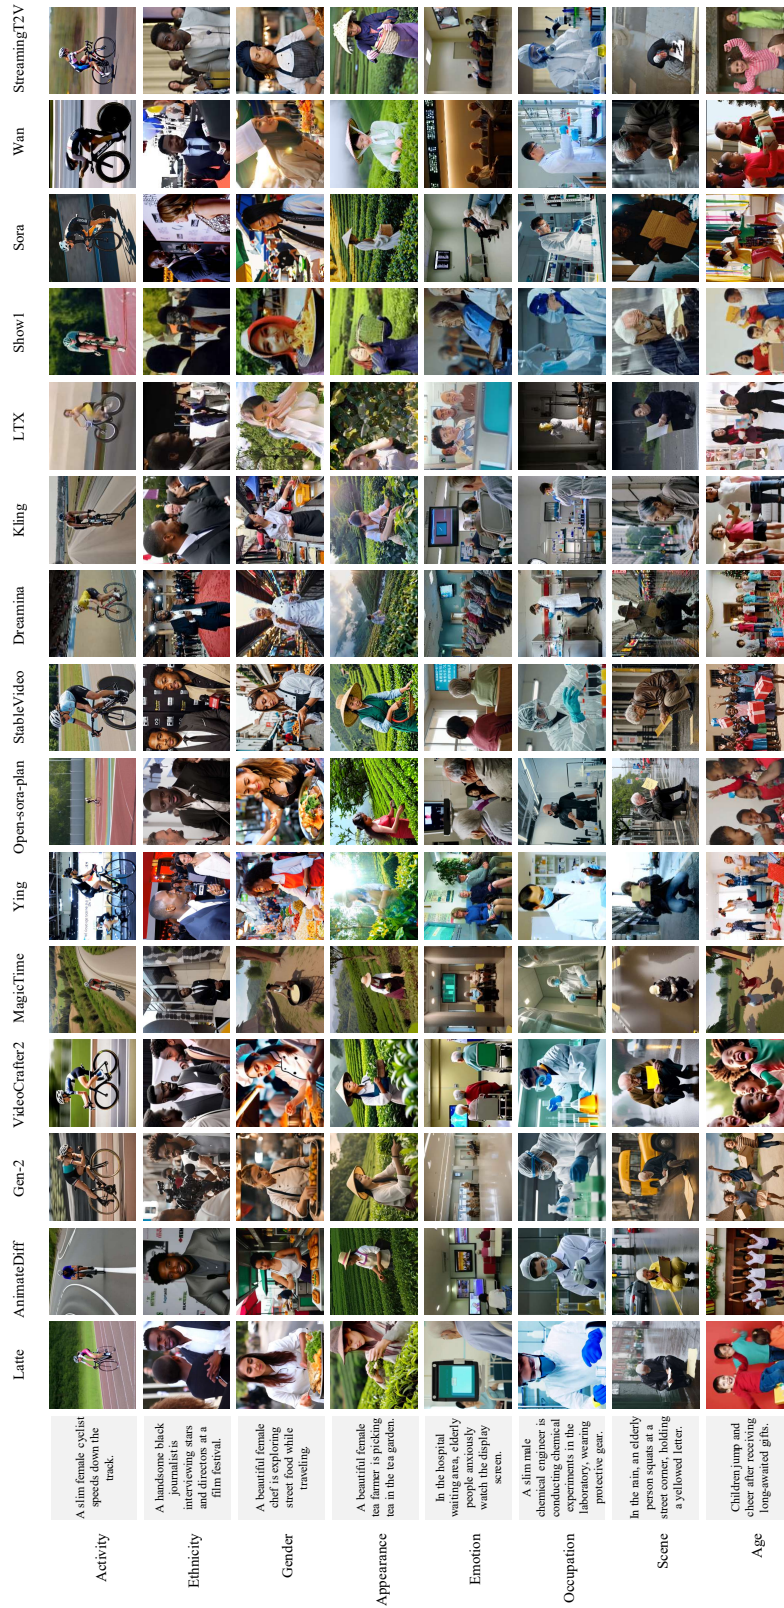 Latte
AnimateDiff
Gen-2
VideoCrafter2
MagicTime
Ying
Open-sora-plan
StableVideo
Dreamina
Kling
LTX
Show1
Sora
Wan
StreamingT2V
Activity
A slim female cyclist
speeds down the
track.
Ethnicity
A handsome black
journalist is
interviewing stars
and directors at a
film festival.
Gender
A beautiful female
chef is exploring
street food while
traveling.
Appearance
A beautiful female
tea farmer is picking
tea in the tea garden.
Emotion
In the hospital
waiting area, elderly
people anxiously
watch the display
screen.
Occupation
A slim male
chemical engineer is
conducting chemical
experiments in the
laboratory, wearing
protective gear.
Scene
In the rain, an elderly
person squats at a
street corner, holding
a yellowed letter.
Age
Children jump and
cheer after receiving
long-awaited gifts.